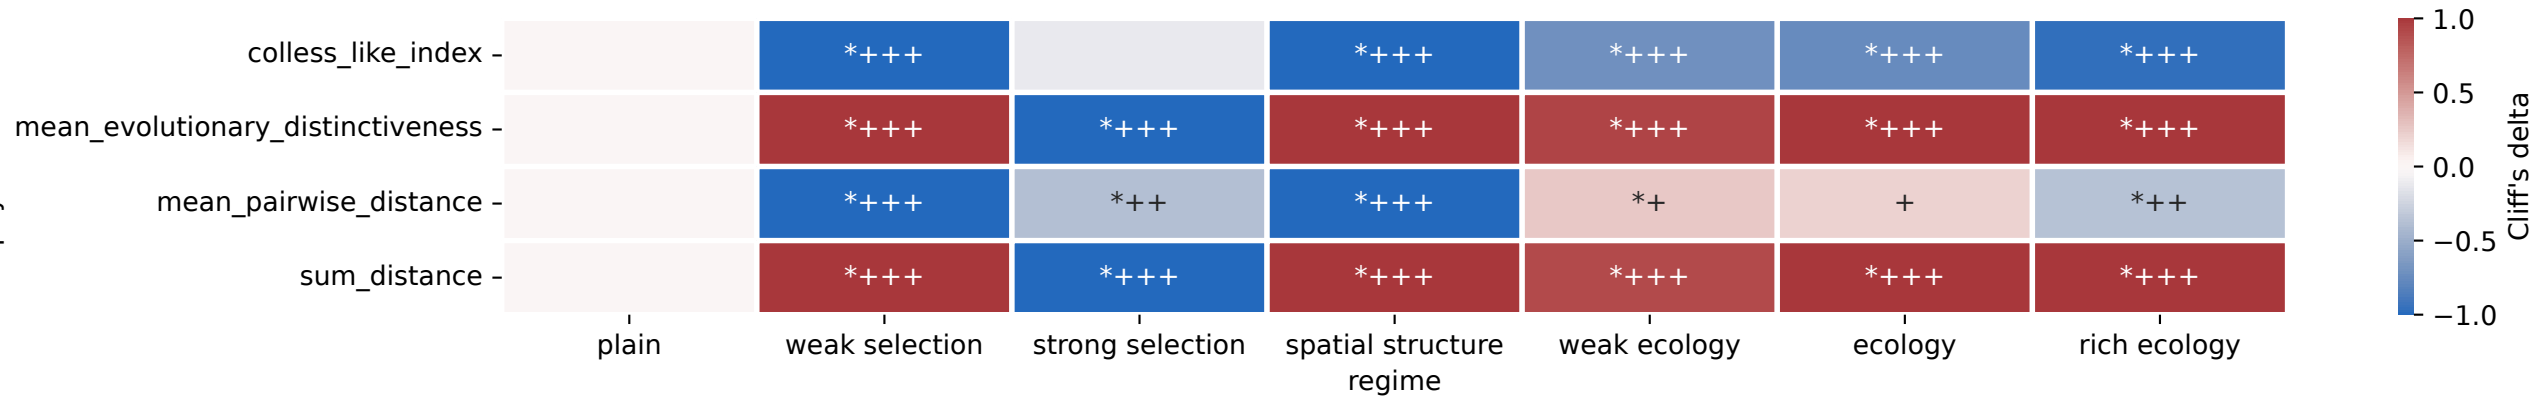 colless_like_index *+++ *+++ *+++ *+++ *+++
mean_evolutionary_distinctiveness *+++ *+++ *+++ *+++ *+++ *+++
mean_pairwise_distance *+++ *++ *+++ *+ + *++
sum_distance *+++ *+++ *+++ *+++ *+++ *+++
plain weak selection strong selection spatial structure weak ecology ecology rich ecology
regime
1.0
0.5
0.0
−0.5
−1.0
Cliff's delta